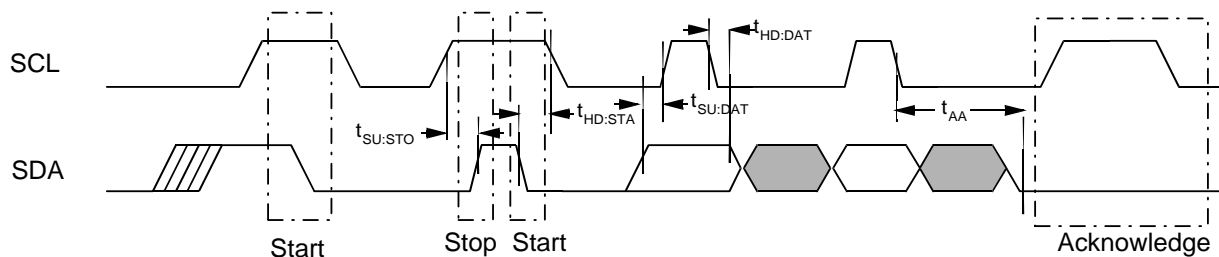 SCL
t_HD:DAT
t_SU:STO
t_HD:STA
t_SU:DAT
t_AA
SDA
Start
Stop
Start
Acknowledge